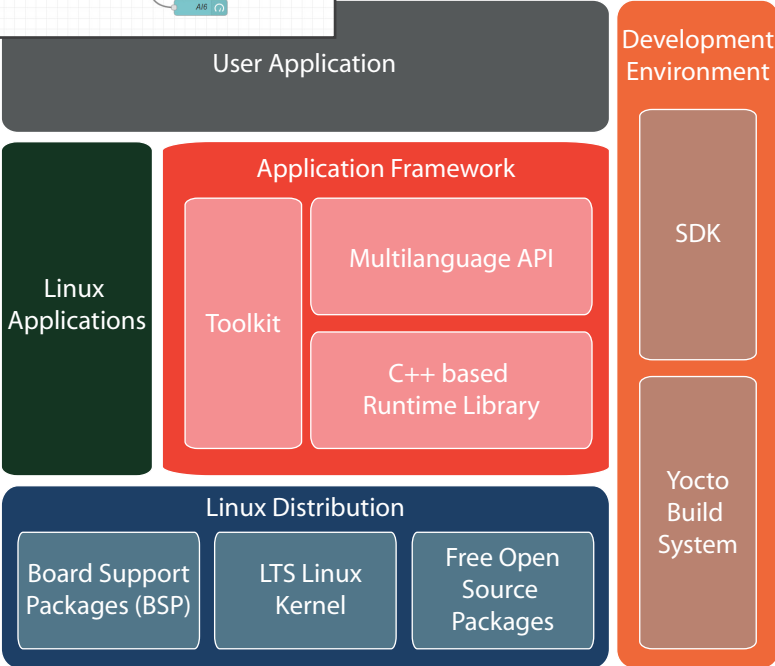 AI6
User Application
Development
Environment
Application Framework
SDK
Multilanguage API
Linux
Applications
Toolkit
C++ based
Runtime Library
Yocto
Build
System
Linux Distribution
Board Support
Packages (BSP)
LTS Linux
Kernel
Free Open
Source
Packages